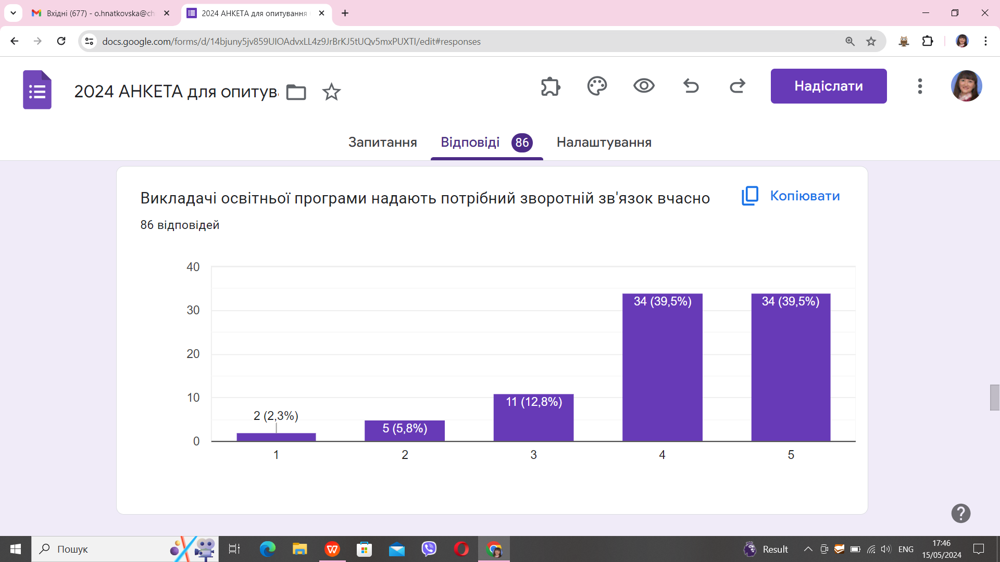 Вхідні (677) - o.hnatkovska@ch
2024 АНКЕТА для опитування
docs.google.com/forms/d/14bjuny5jv859UIOAdvxLL4z9JrBrKJ5tUQv5mxPUXTI/edit#responses
2024 АНКЕТА для опитув
Надіслати
Запитання
Відповіді 86
Налаштування
Викладачі освітньої програми надають потрібний зворотній зв'язок вчасно
Копіювати
86 відповідей
40
30
20
10
0
2 (2,3%)
5 (5,8%)
11 (12,8%)
34 (39,5%)
34 (39,5%)
1 2 3 4 5
Пошук
Result
ENG
17:46
15/05/2024